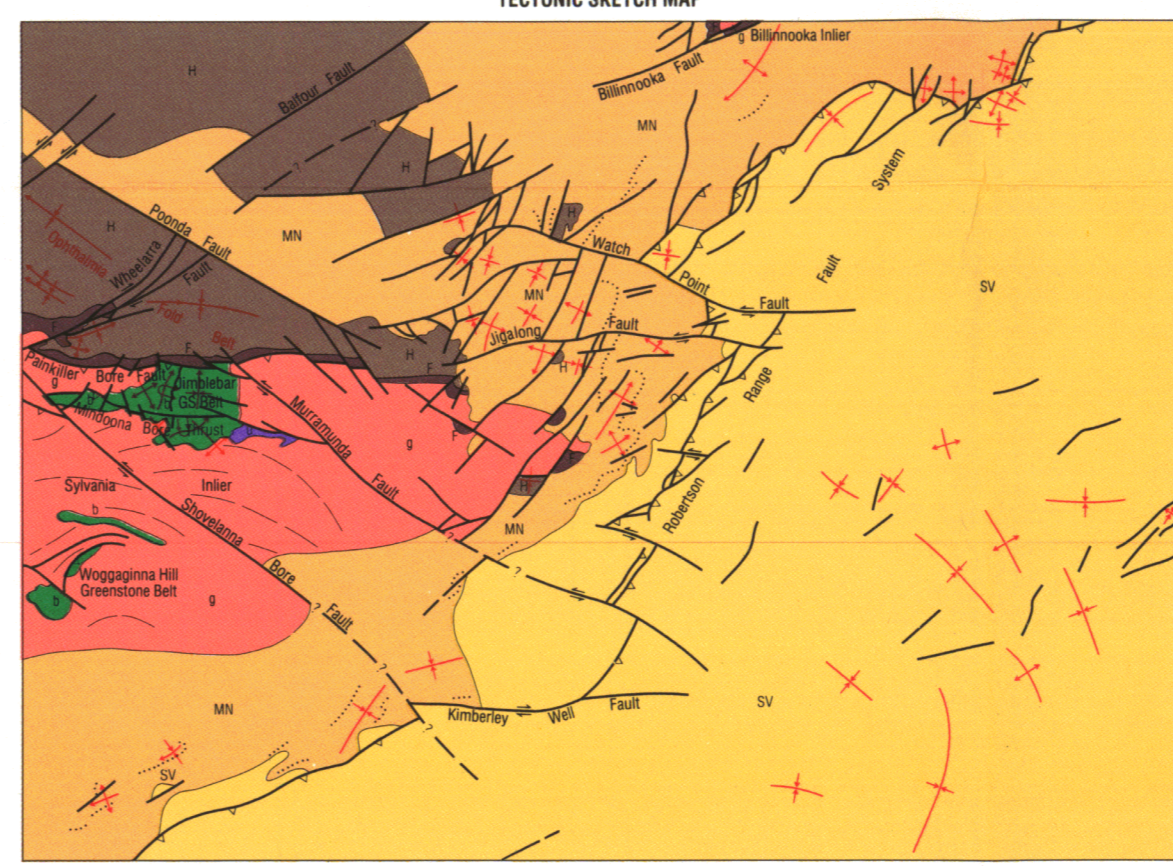 TECTONIC SKETCH MAP
g Billinnooka Inlier
H
Balfour Fault
Billinnooka Fault
?
MN
H
?
System
H
H
Poonda Fault
MN
Ophthalmia
Wheelarra
Fault
Watch
Point
Fault
Fault
SV
MN
Fold
Belt
Jigalong
Fault
F
H
F
H
Painkiller
Bore
Fault
g
Jimblebar
GS Belt
b
Range
Mindoona Bore Thrust
Murramunda
Fault
g
F
F
H
Sylvania
Inlier
b
Shovelanna
Bore
Fault
Robertson
MN
?
?
Woggaginna Hill
Greenstone Belt
b
g
?
?
MN
Kimberley
Well
Fault
SV
?
SV